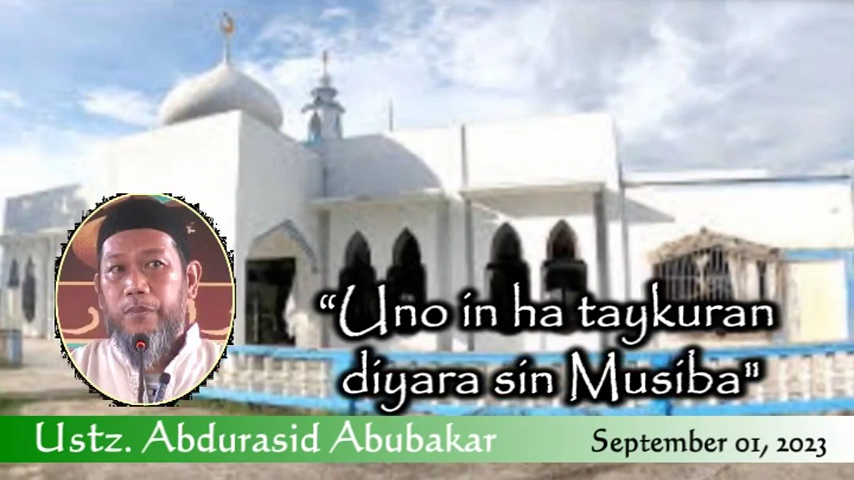 “Uno in ha taykuran
diyara sin Musiba"
Ustz. Abdurasid Abubakar
September 01, 2023